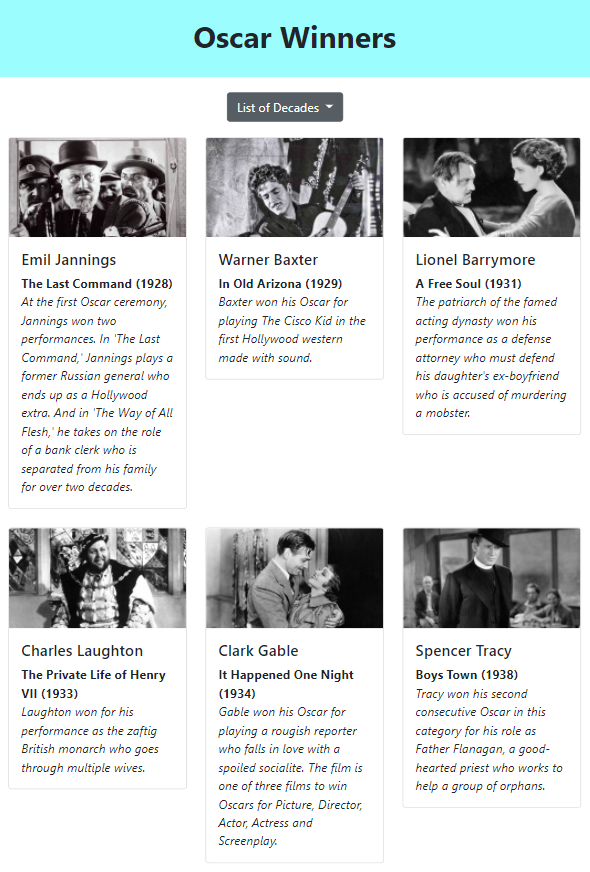 Oscar Winners
List of Decades
Emil Jannings
The Last Command (1928)
At the first Oscar ceremony,
Jannings won two
performances. In 'The Last
Command,' Jannings plays a
former Russian general who
ends up as a Hollywood
extra. And in 'The Way of All
Flesh,' he takes on the role
of a bank clerk who is
separated from his family
for over two decades.
Warner Baxter
In Old Arizona (1929)
Baxter won his Oscar for
playing The Cisco Kid in the
first Hollywood western
made with sound.
Lionel Barrymore
A Free Soul (1931)
The patriarch of the famed
acting dynasty won his
performance as a defense
attorney who must defend
his daughter's ex-boyfriend
who is accused of murdering
a mobster.
Charles Laughton
The Private Life of Henry
VII (1933)
Laughton won for his
performance as the zaftig
British monarch who goes
through multiple wives.
Clark Gable
It Happened One Night
(1934)
Gable won his Oscar for
playing a rougish reporter
who falls in love with a
spoiled socialite. The film is
one of three films to win
Oscars for Picture, Director,
Actor, Actress and
Screenplay.
Spencer Tracy
Boys Town (1938)
Tracy won his second
consecutive Oscar in this
category for his role as
Father Flanagan, a good-
hearted priest who works to
help a group of orphans.